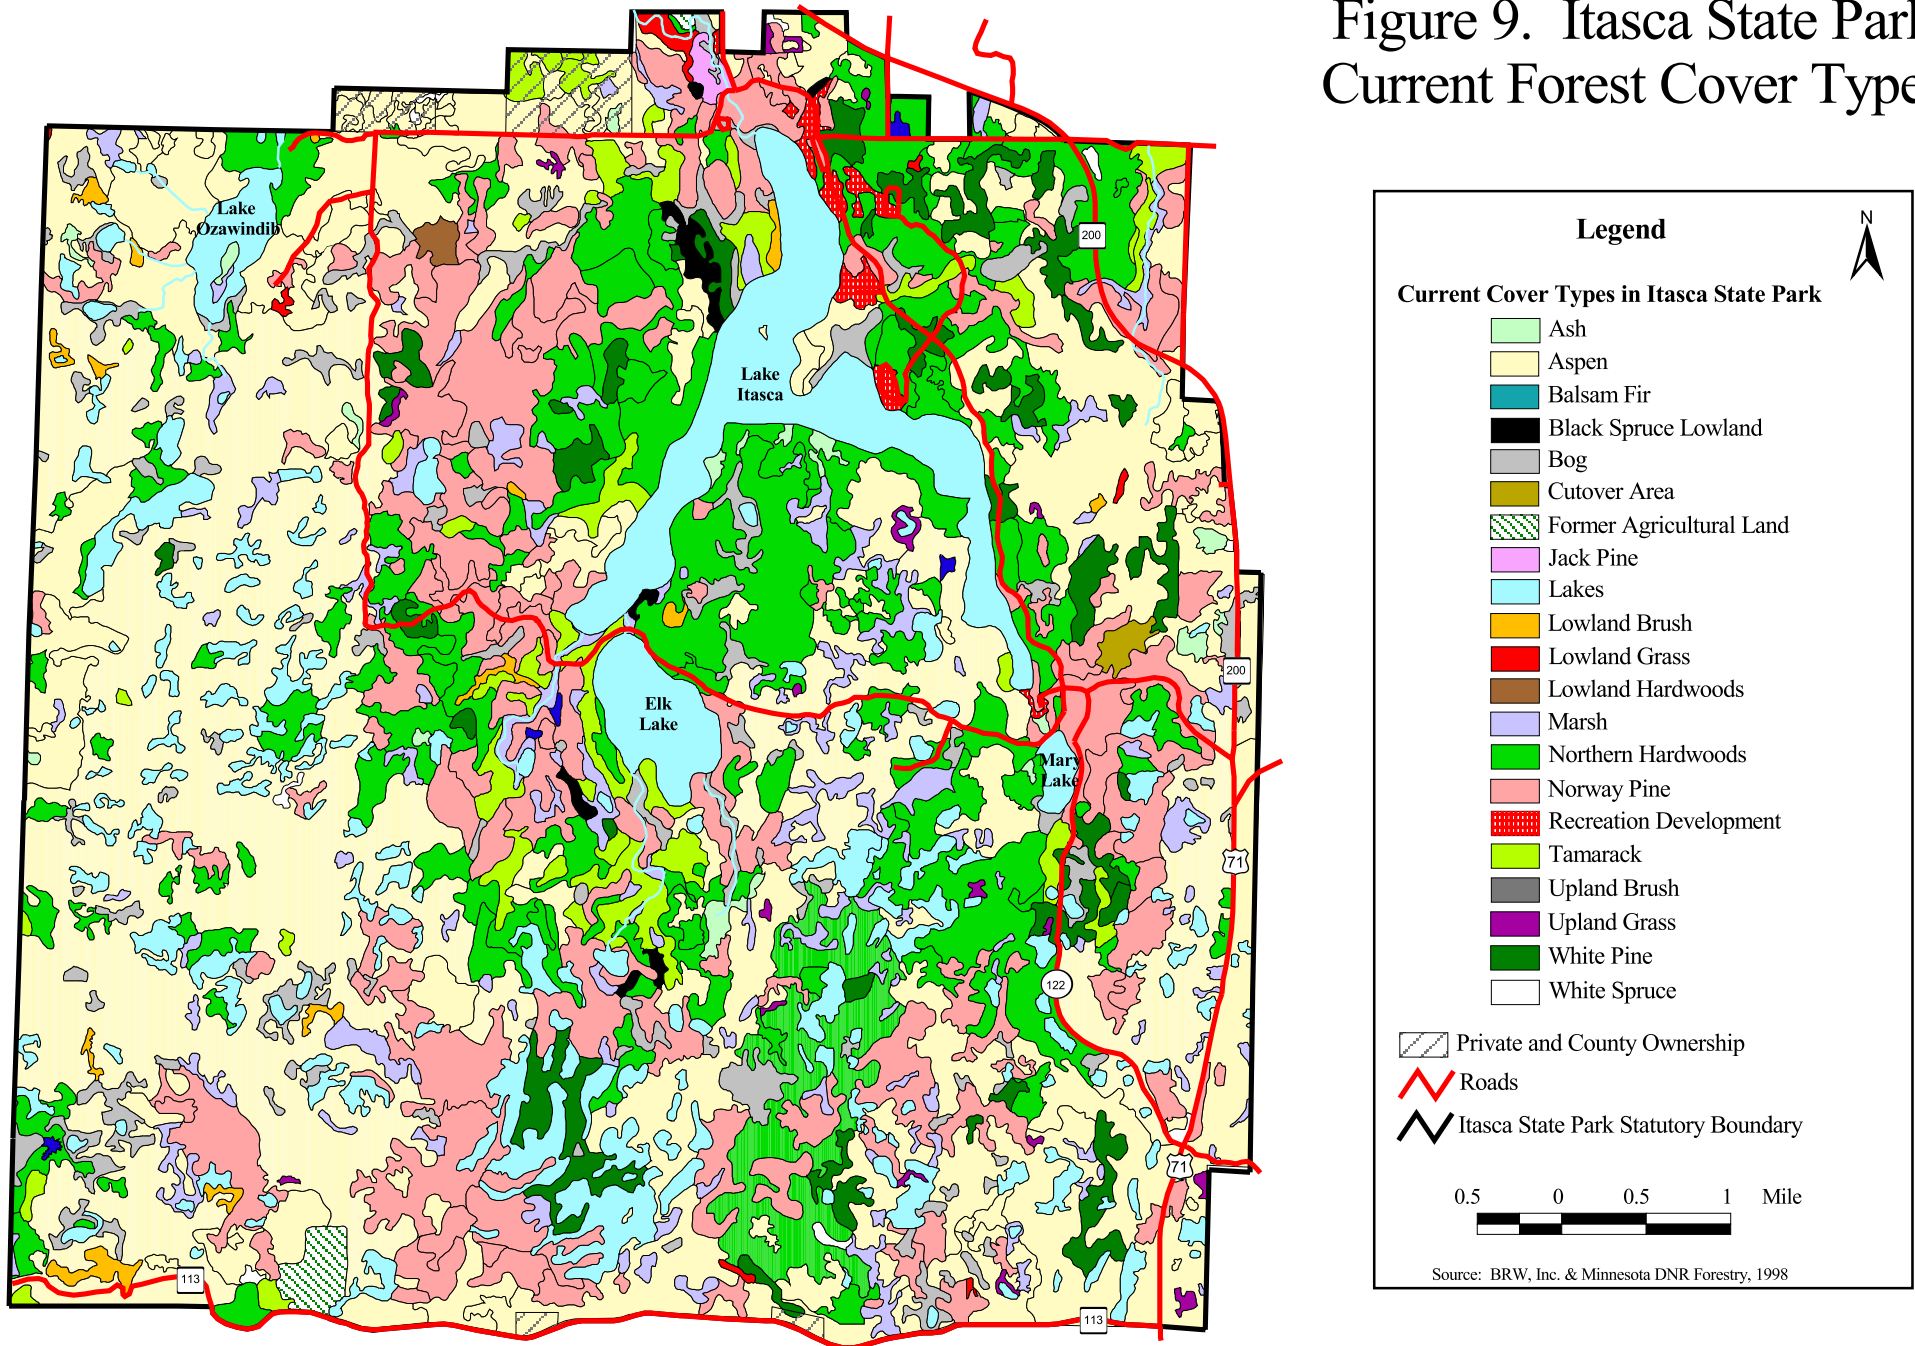 Figure 9. Itasca State Park
Current Forest Cover Type
Lake
Ozawindib
200
Lake
Itasca
Elk
Lake
200
Mary
Lake
71
122
71
113
113
Legend
N
Current Cover Types in Itasca State Park
Ash
Aspen
Balsam Fir
Black Spruce Lowland
Bog
Cutover Area
Former Agricultural Land
Jack Pine
Lakes
Lowland Brush
Lowland Grass
Lowland Hardwoods
Marsh
Northern Hardwoods
Norway Pine
Recreation Development
Tamarack
Upland Brush
Upland Grass
White Pine
White Spruce
Private and County Ownership
Roads
Itasca State Park Statutory Boundary
0.5 0 0.5 1 Mile
Source: BRW, Inc. & Minnesota DNR Forestry, 1998